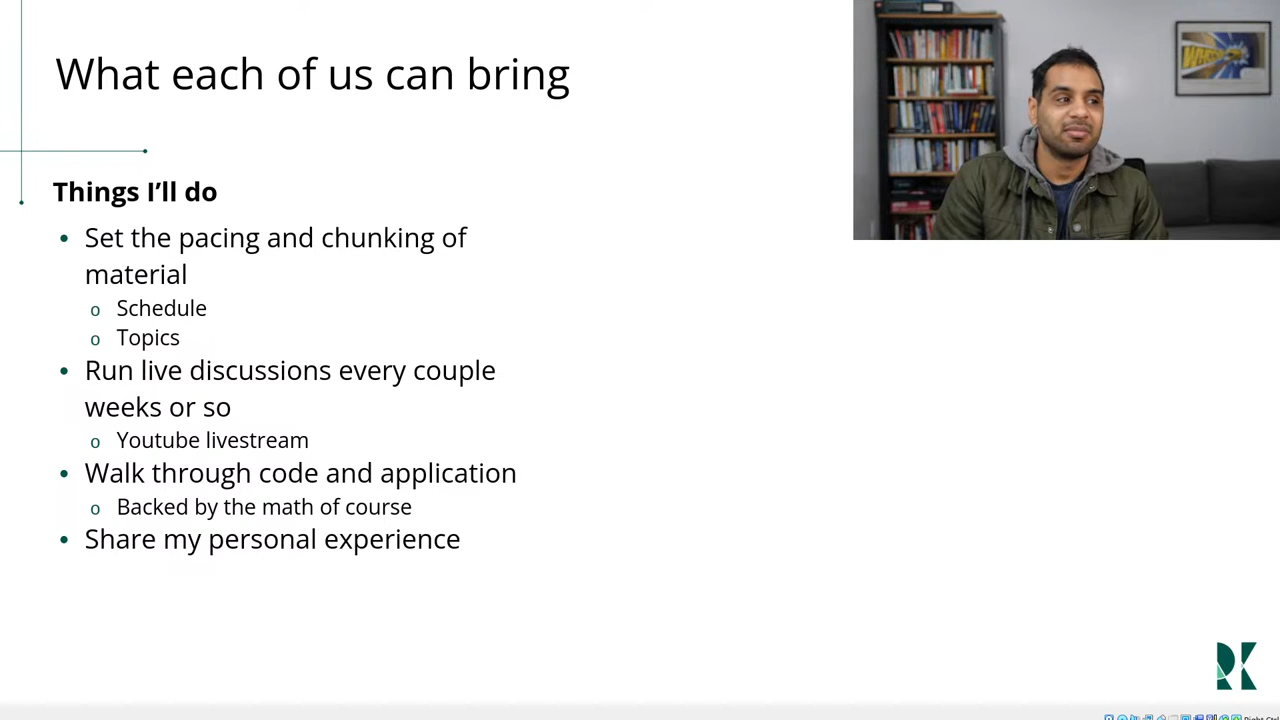 What each of us can bring
Things I’ll do
• Set the pacing and chunking of
material
o Schedule
o Topics
• Run live discussions every couple
weeks or so
o Youtube livestream
• Walk through code and application
o Backed by the math of course
• Share my personal experience
RK